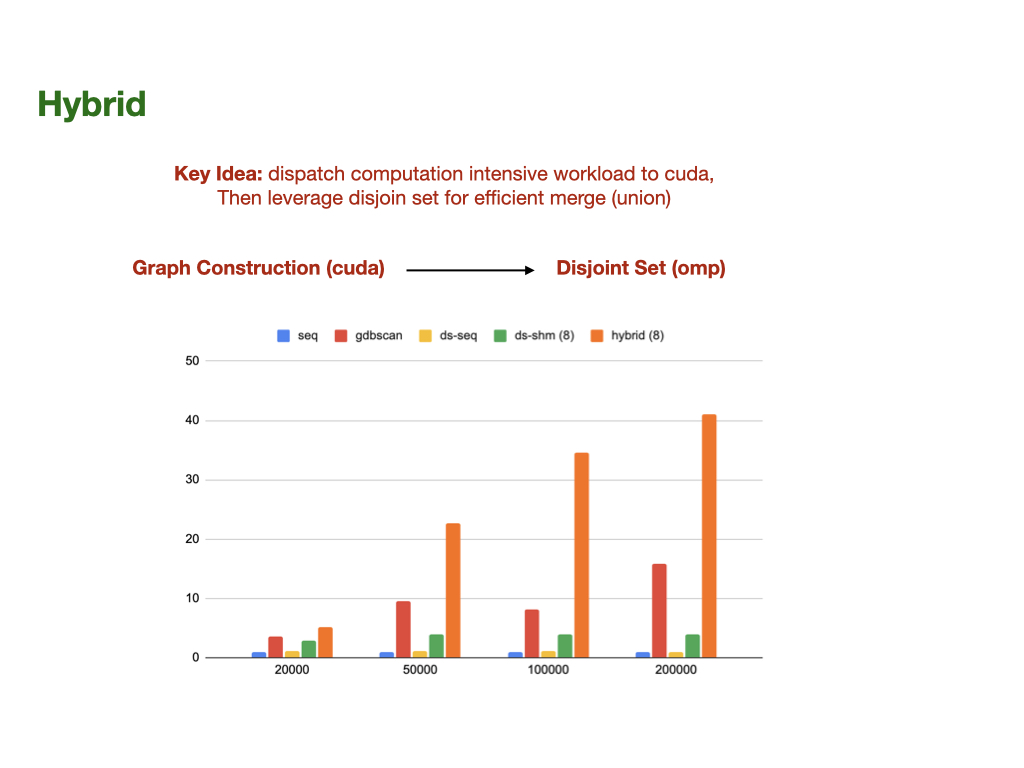 Hybrid
Key Idea: dispatch computation intensive workload to cuda,
Then leverage disjoin set for efficient merge (union)
Graph Construction (cuda) Disjoint Set (omp)
seq gdbscan ds-seq ds-shm (8) hybrid (8)
50
40
30
20
10
0
20000 50000 100000 200000